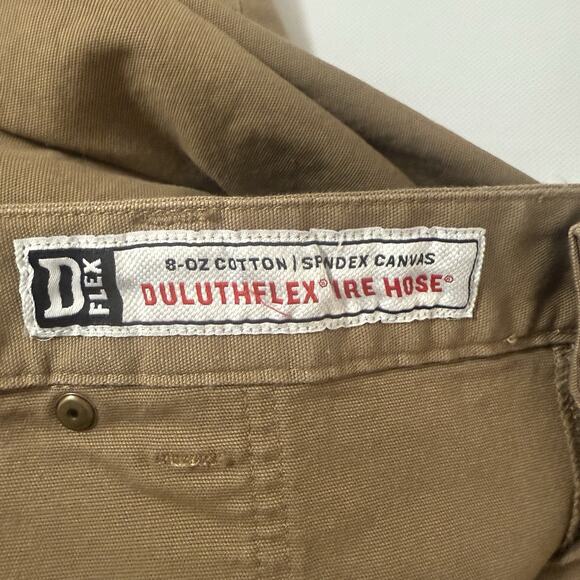 D FLEX
8-OZ COTTON | SPNDEX CANVAS
DULUTHFLEX® IRE HOSE®